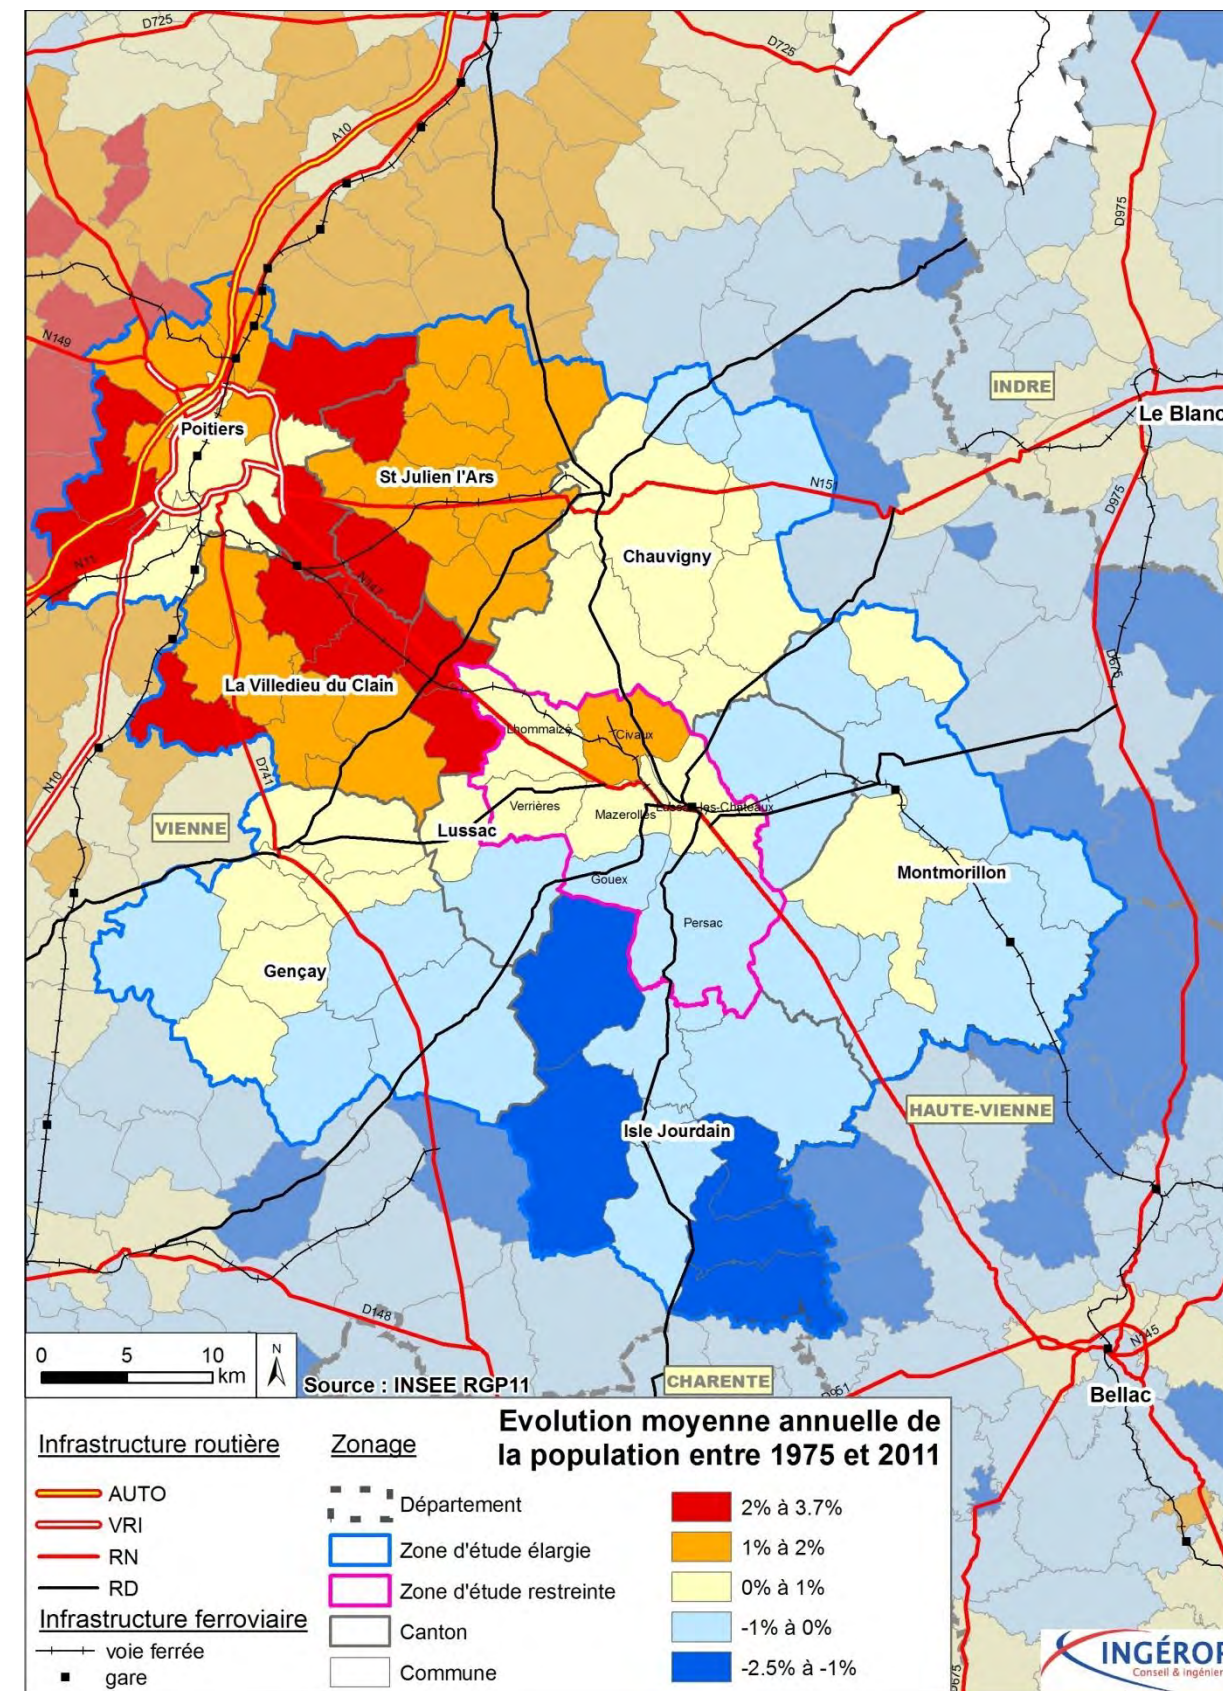 D725
D725
A10
D975
N149
INDRE
Le Blanc
Poitiers
St Julien l'Ars
N151
D975
Chauvigny
N11
N147
D675
La Villedieu du Clain
Lhommaizé
Civaux
D741
N10
Verrières
Mazerolles
Lussac-les-Châteaux
VIENNE
Lussac
Gouex
Montmorillon
Persac
Gençay
HAUTE-VIENNE
Isle Jourdain
D148
N145
0 5 10
km
N
Source : INSEE RGP11
CHARENTE
D951
Bellac
Evolution moyenne annuelle de
la population entre 1975 et 2011
Infrastructure routière
AUTO
VRI
RN
RD
Infrastructure ferroviaire
voie ferrée
gare
Zonage
Département
Zone d'étude élargie
Zone d'étude restreinte
Canton
Commune
2% à 3.7%
1% à 2%
0% à 1%
-1% à 0%
-2.5% à -1%
D675
INGÉROP
Conseil & ingénier